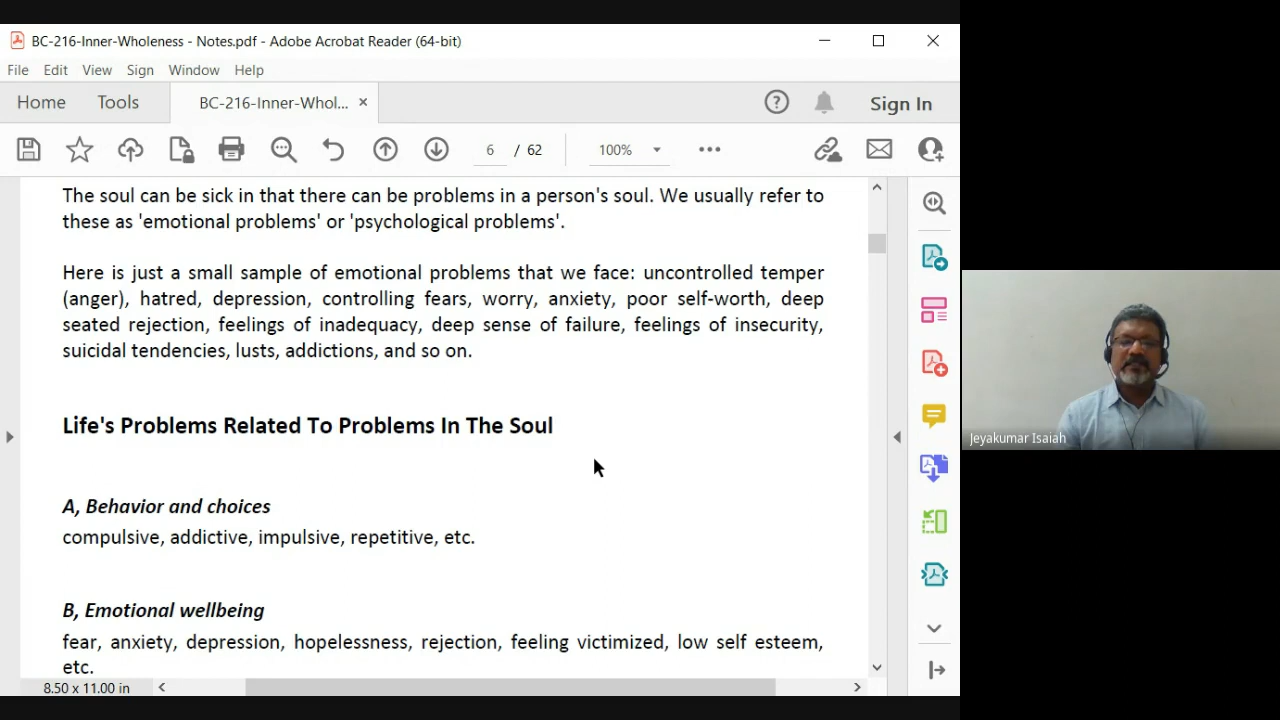 BC-216-Inner-Wholeness - Notes.pdf - Adobe Acrobat Reader (64-bit)
File Edit View Sign Window Help
Home Tools BC-216-Inner-Whol... × Sign In
6 / 62 100%
The soul can be sick in that there can be problems in a person's soul. We usually refer to
these as 'emotional problems' or 'psychological problems'.
Here is just a small sample of emotional problems that we face: uncontrolled temper
(anger), hatred, depression, controlling fears, worry, anxiety, poor self-worth, deep
seated rejection, feelings of inadequacy, deep sense of failure, feelings of insecurity,
suicidal tendencies, lusts, addictions, and so on.
Life's Problems Related To Problems In The Soul
A, Behavior and choices
compulsive, addictive, impulsive, repetitive, etc.
B, Emotional wellbeing
fear, anxiety, depression, hopelessness, rejection, feeling victimized, low self esteem,
etc.
8.50 x 11.00 in
Jeyakumar Isaiah